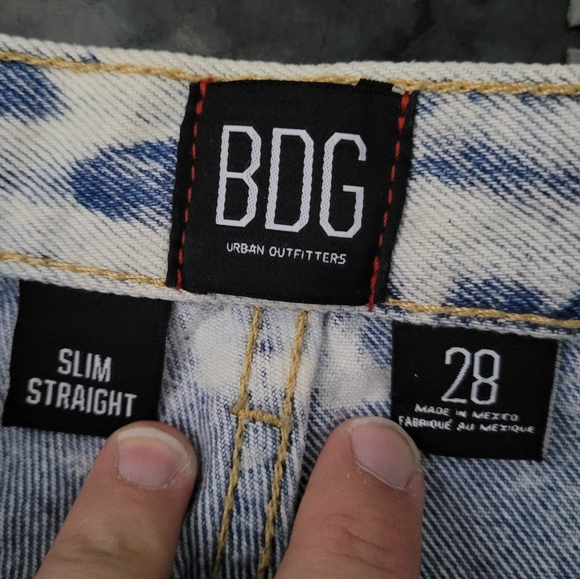 BDG
URBAN OUTFITTERS
SLIM
STRAIGHT
28
MADE IN MEXICO
FABRIQUÉ AU MEXIQUE